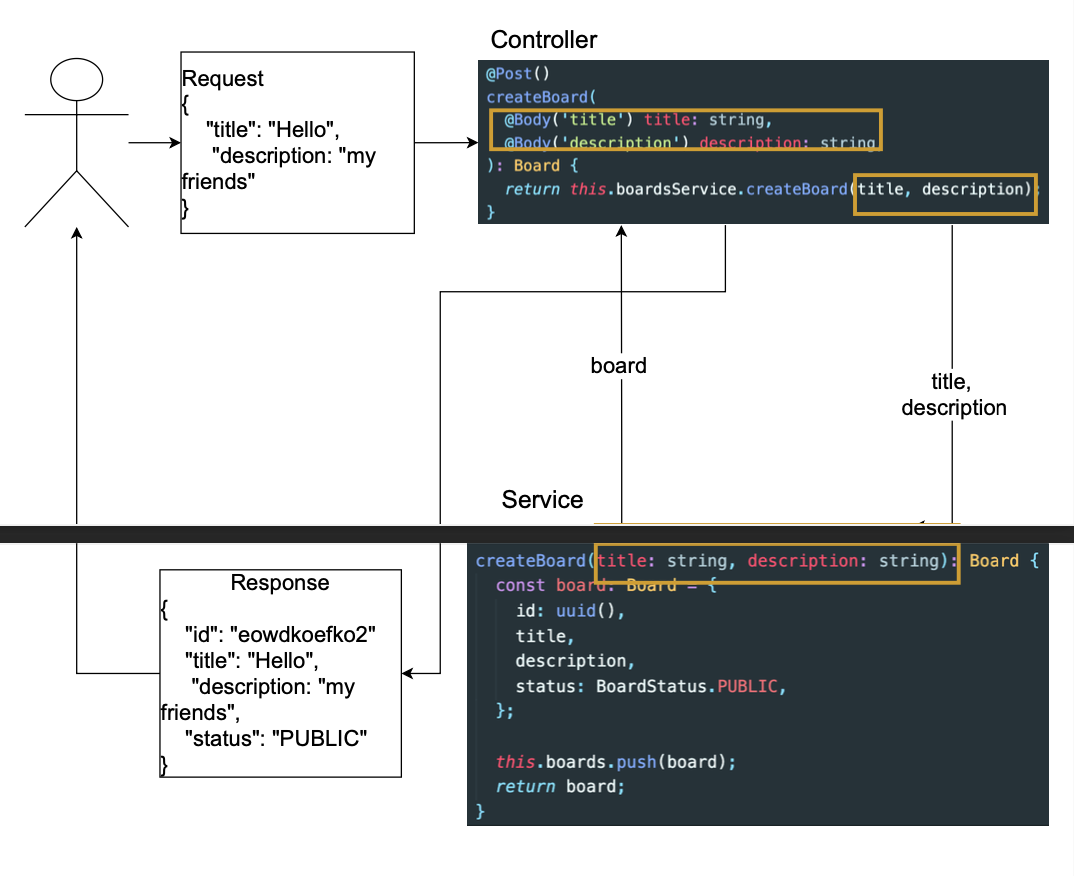 Controller
Request
{
"title": "Hello",
"description: "my
friends"
}
@Post()
createBoard(
@Body('title') title: string,
@Body('description') description: string,
): Board {
return this.boardsService.createBoard(title, description);
}
board
title,
description
Service
Response
{
"id": "eowdkoefko2"
"title": "Hello",
"description: "my
friends",
"status": "PUBLIC"
}
createBoard(title: string, description: string): Board {
const board: Board = {
id: uuid(),
title,
description,
status: BoardStatus.PUBLIC,
};
this.boards.push(board);
return board;
}